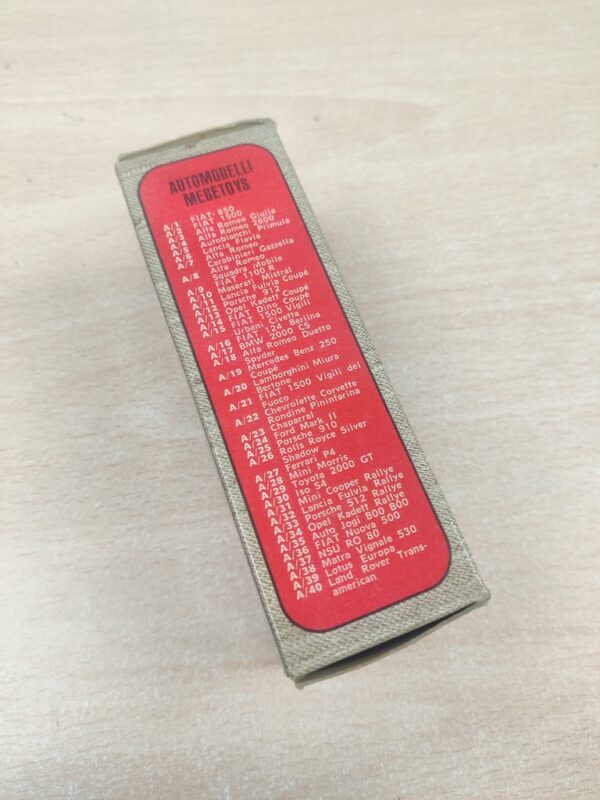 AUTOMODELLI
MEBETOYS
A/1 FIAT-850
A/2 FIAT 1500
A/3 Alfa Romeo Giulia
A/4 Alfa Romeo 2600
A/5 Autobianchi Primula
A/6 Lancia Flavia
A/7 Alfa Romeo
Carabinieri Gazzella
A/8 Alfa Romeo
Squadra Mobile
A/9 FIAT 1100 R
A/10 Maserati Mistral
A/11 Lancia Fulvia Coupé
A/12 Porsche 912
A/13 Opel Kadett Coupé
A/14 FIAT Dino Coupé
A/15 FIAT 1500 Vigili
Urbani Civetta
A/16 FIAT 124 Berlina
A/17 BMW 2000 CS
A/18 Alfa Romeo Duetto
Spyder
A/19 Mercedes Benz 250
Coupé
A/20 Lamborghini Miura
Bertone
A/21 FIAT 1500 Vigili del
Fuoco
A/22 Chevrolette Corvette
Rondine Pininfarina
A/23 Chaparral
A/24 Ford Mark II
A/25 Porsche 910
A/26 Rolls Royce Silver
Shadow
A/27 Ferrari P4
A/28 Mini Morris
A/29 Toyota 2000 GT
A/30 Iso S4
A/31 Mini Cooper Rallye
A/32 Lancia Fulvia Rallye
A/33 Porsche 512 Rallye
A/34 Opel Kadett Rallye
A/35 Auto Jogi B00 B00
A/36 FIAT Nuova 500
A/37 NSU RO 80
A/38 Matra Vignale 530
A/39 Lotus Europa
A/40 Land Rover Trans-
american